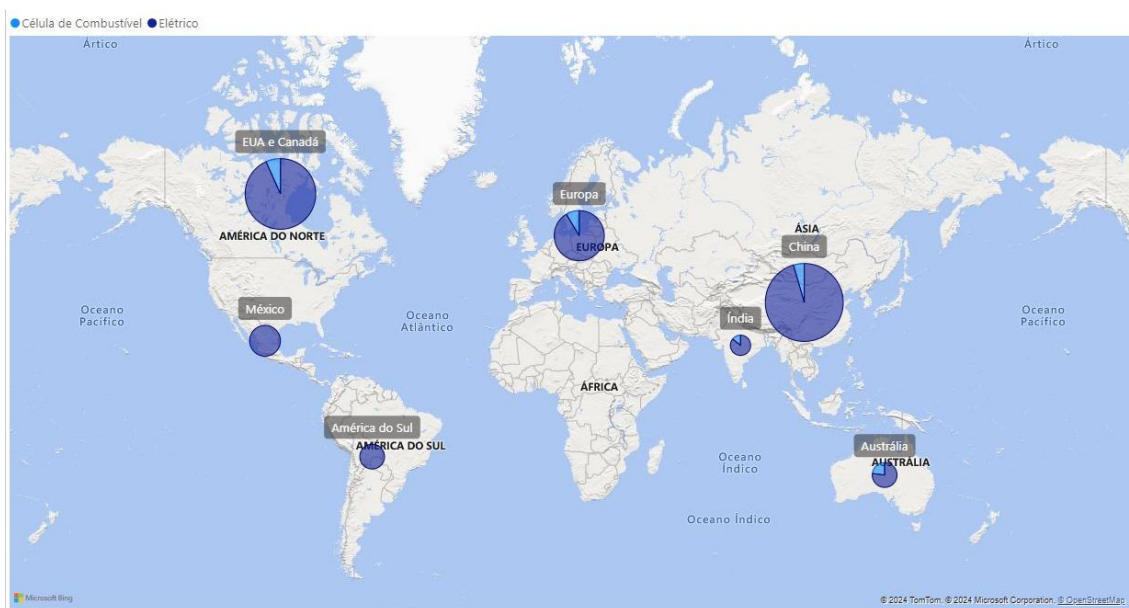 Célula de Combustível Elétrico
Ártico
Ártico
EUA e Canadá
AMÉRICA DO NORTE
Europa
EUROPA
ÁSIA
China
Oceano
Pacífico
México
Oceano
Atlântico
Índia
Oceano
Pacífico
ÁFRICA
América do Sul
AMÉRICA DO SUL
Oceano
Índico
Austrália
AUSTRÁLIA
Oceano Índico
Microsoft Bing
© 2024 TomTom, © 2024 Microsoft Corporation, © OpenStreetMap